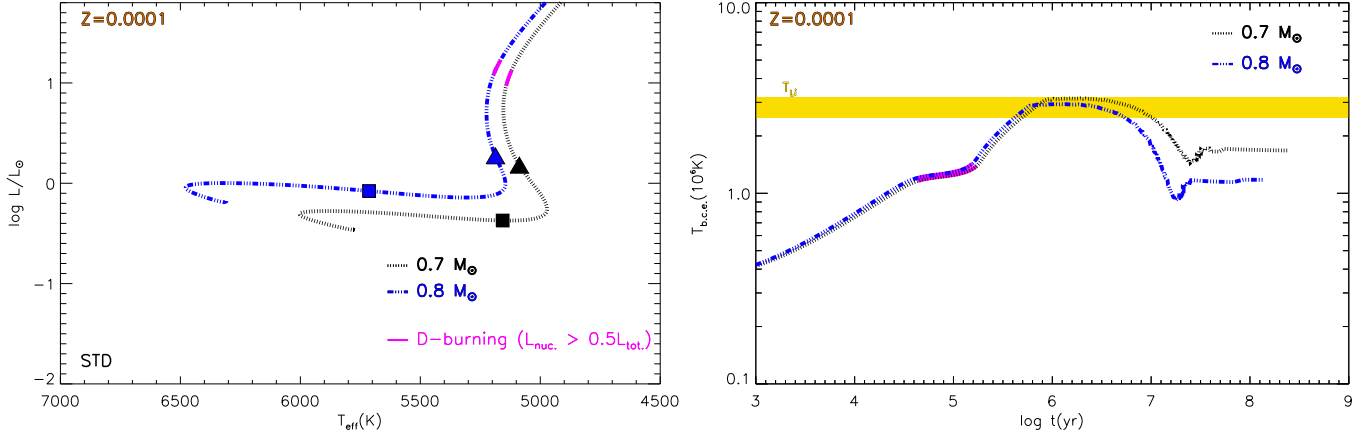 Z=0.0001
log L/L⊙
1
0
−1
−2
0.7 M⊙
0.8 M⊙
D−burning (Lnuc. > 0.5Ltot.)
STD
7000 6500 6000 5500 5000 4500
Teff(K)
Z=0.0001
0.7 M⊙
0.8 M⊙
TLi
Tb.c.e.(10⁶K)
10.0
1.0
0.1
3 4 5 6 7 8 9
log t(yr)